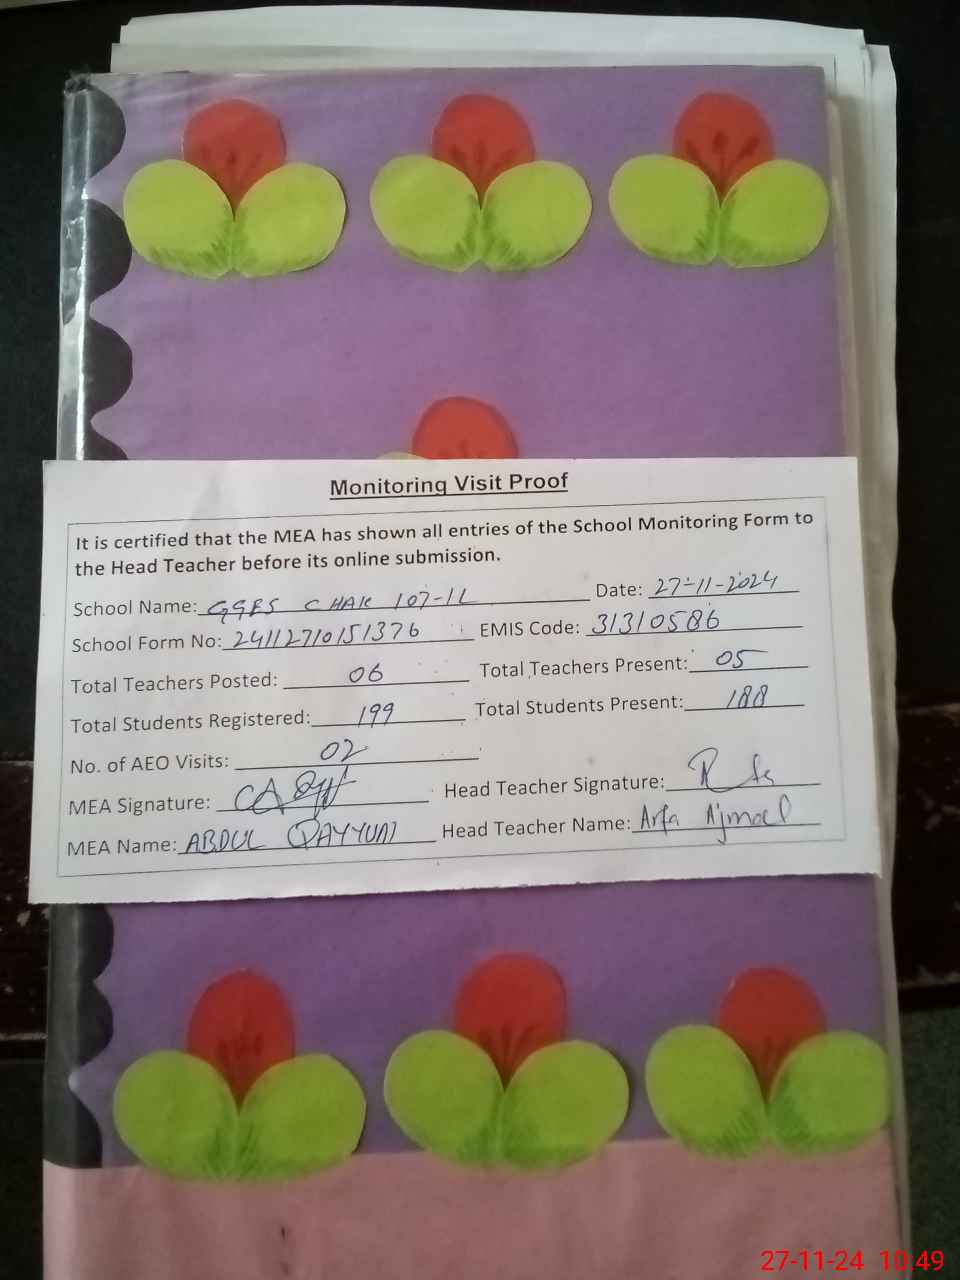 Monitoring Visit Proof
It is certified that the MEA has shown all entries of the School Monitoring Form to
the Head Teacher before its online submission.
School Name: GGES CHAK 107-1L Date: 27-11-2024
School Form No: 24112710151376 EMIS Code: 31310586
Total Teachers Posted: 06 Total Teachers Present: 05
Total Students Registered: 199 Total Students Present: 188
No. of AEO Visits: 02
MEA Signature: Head Teacher Signature:
MEA Name: ABDUL QAYYUM Head Teacher Name: Arfa Ajmal
27-11-24 10:49